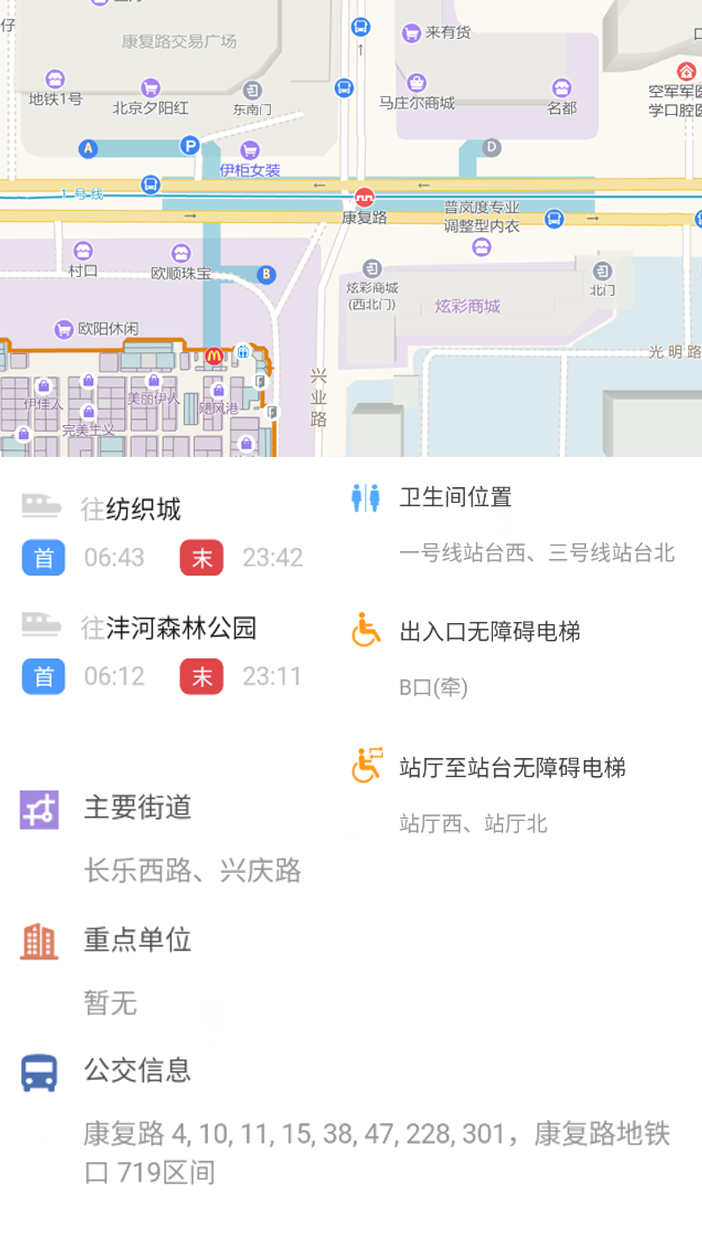 仔
康复路交易广场
来有货
地铁1号
北京夕阳红
东南门
马庄尔商城
名都
空军军医
学口腔医
A
P
D
伊柜女装
1号线
康复路
普岚度专业
调整型内衣
村口
欧顺珠宝
B
炫彩商城
(西北门)
炫彩商城
北门
欧阳休闲
光明路
兴业路
伊佳人
美丽伊人
飓风港
完美主义
往纺织城
首 06:43 末 23:42
往沣河森林公园
首 06:12 末 23:11
卫生间位置
一号线站台西、三号线站台北
出入口无障碍电梯
B口(牵)
站厅至站台无障碍电梯
站厅西、站厅北
主要街道
长乐西路、兴庆路
重点单位
暂无
公交信息
康复路 4, 10, 11, 15, 38, 47, 228, 301，康复路地铁
口 719区间